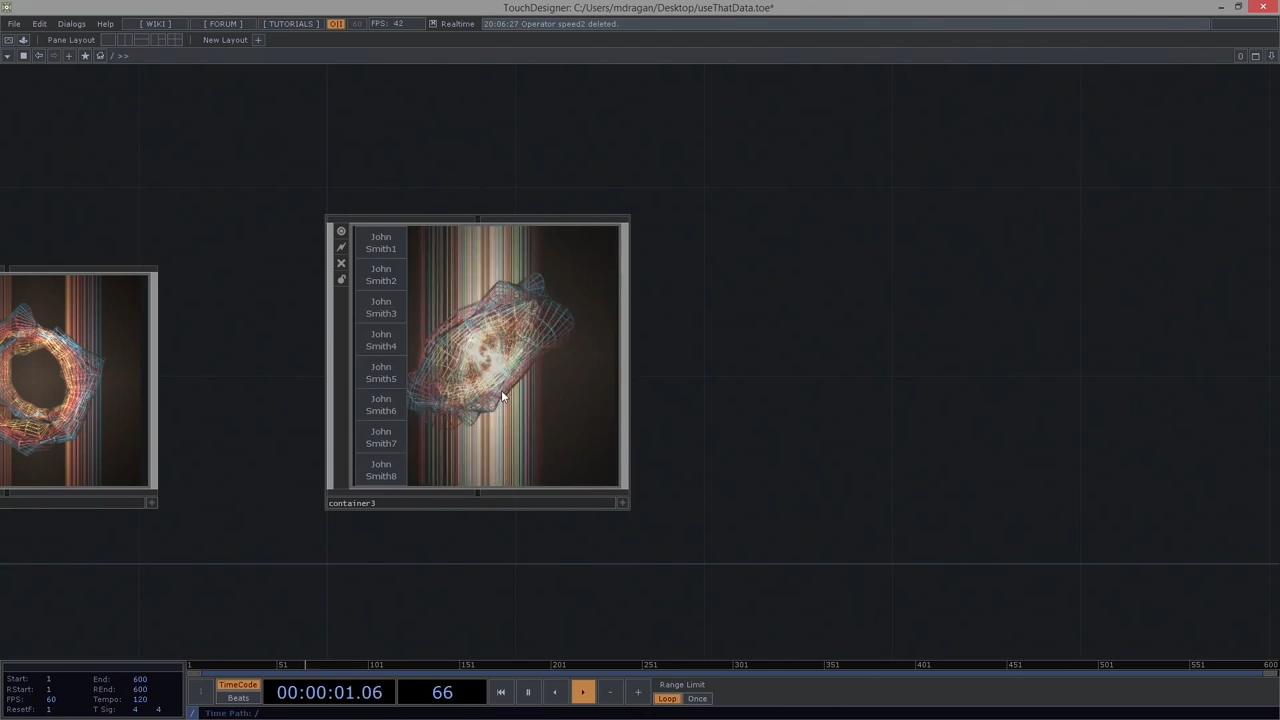 TouchDesigner: C:/Users/mdragan/Desktop/useThatData.toe*
File Edit Dialogs Help [ WIKI ] [ FORUM ] [ TUTORIALS ] O|I 60 FPS: 42 Realtime 20:06:27 Operator speed2 deleted.
Pane Layout New Layout +
/ >> 0
John
Smith1
John
Smith2
John
Smith3
John
Smith4
John
Smith5
John
Smith6
John
Smith7
John
Smith8
container3
1 51 101 151 201 251 301 351 401 451 501 551 600
Start: 1 End: 600
RStart: 1 REnd: 600
FPS: 60 Tempo: 120
ResetF: 1 T Sig: 4 4
TimeCode
Beats
00:00:01.06
66
Range Limit
Loop Once
/ Time Path: /